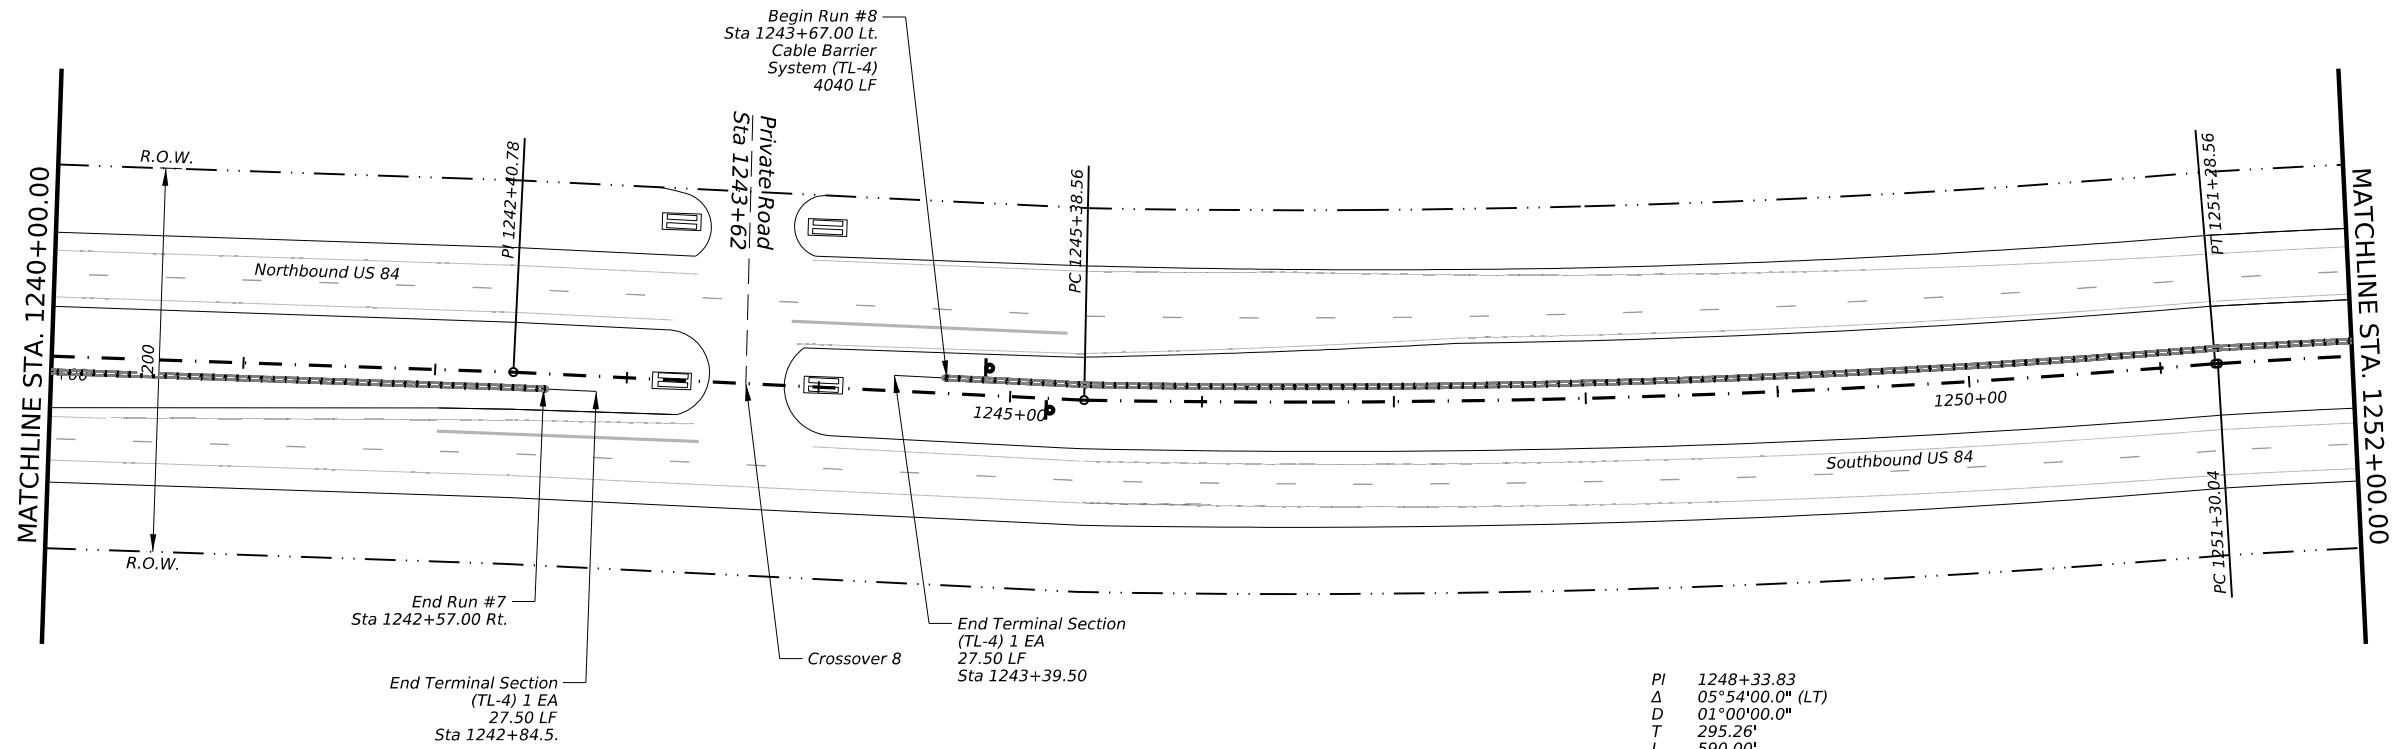 Begin Run #8
Sta 1243+67.00 Lt.
Cable Barrier
System (TL-4)
4040 LF
MATCHLINE STA. 1240+00.00
R.O.W.
200
PI 1242+40.78
Private Road
Sta 1243+62
PC 1245+38.56
PT 1251+28.56
MATCHLINE STA. 1252+00.00
Northbound US 84
+00
1245+00
1250+00
Southbound US 84
PC 1251+30.04
R.O.W.
End Run #7
Sta 1242+57.00 Rt.
End Terminal Section
(TL-4) 1 EA
27.50 LF
Sta 1242+84.5.
Crossover 8
End Terminal Section
(TL-4) 1 EA
27.50 LF
Sta 1243+39.50
PI 1248+33.83
Δ 05°54'00.0" (LT)
D 01°00'00.0"
T 295.26'
L 590.00'